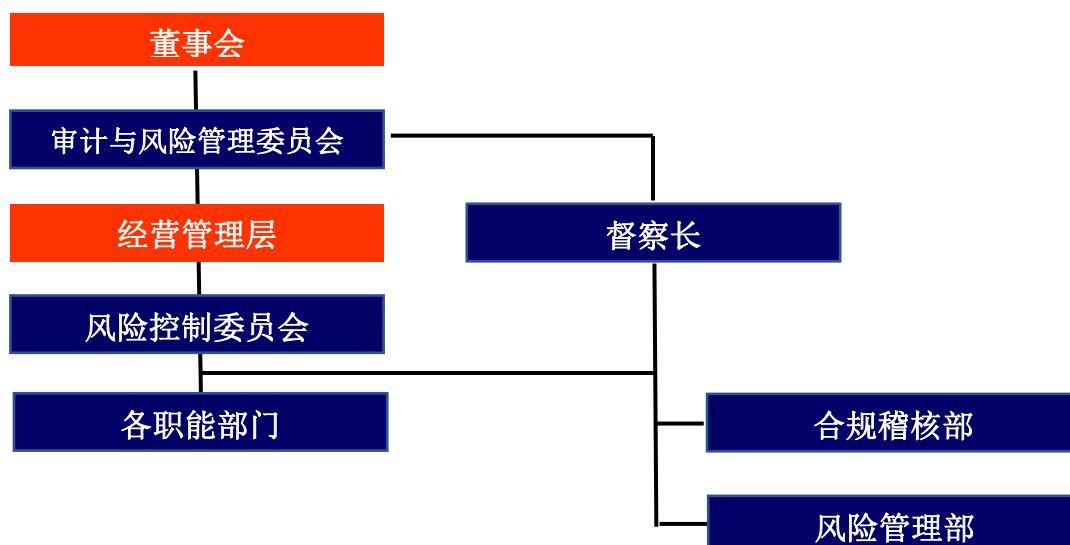 董事会
审计与风险管理委员会
经营管理层
督察长
风险控制委员会
各职能部门
合规稽核部
风险管理部